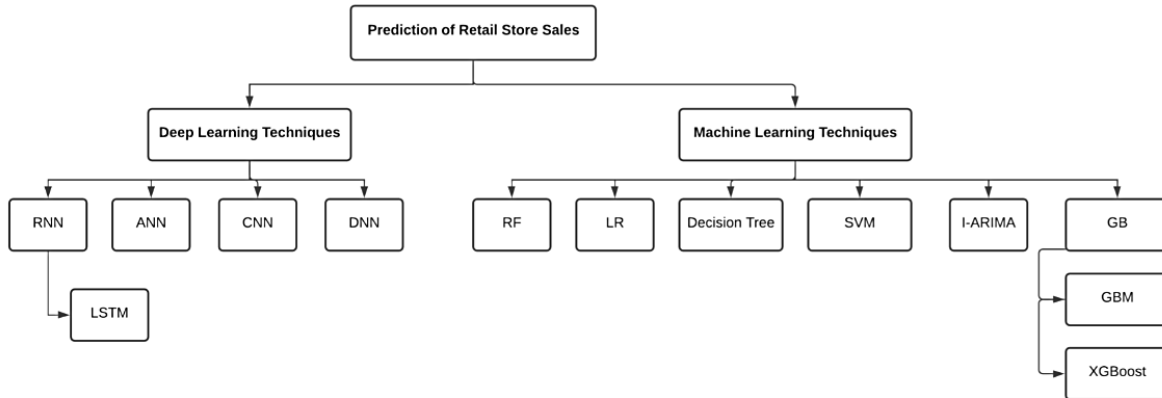 Prediction of Retail Store Sales
Deep Learning Techniques
Machine Learning Techniques
RNN
ANN
CNN
DNN
RF
LR
Decision Tree
SVM
I-ARIMA
GB
LSTM
GBM
XGBoost